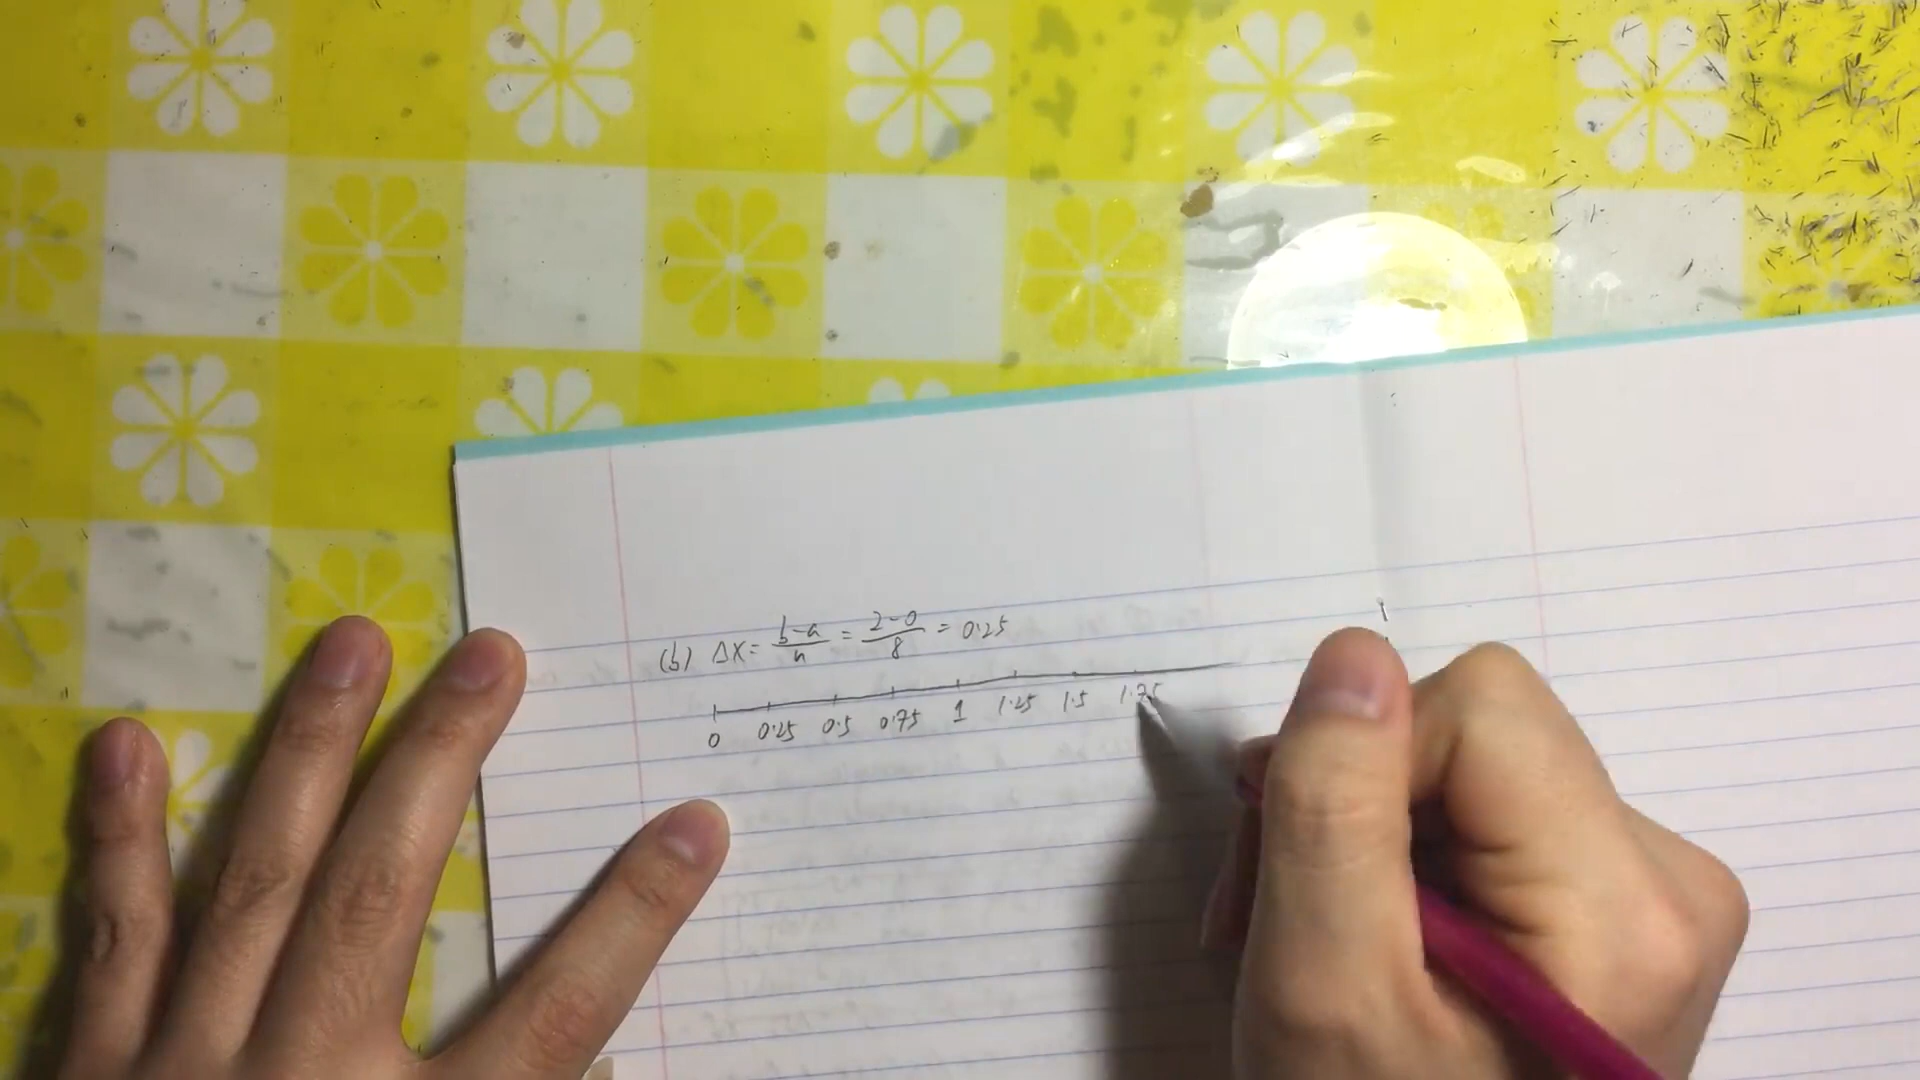 (b) Δx = b-a/n = 2-0/8 = 0.25
0 0.25 0.5 0.75 1 1.25 1.5 1.75